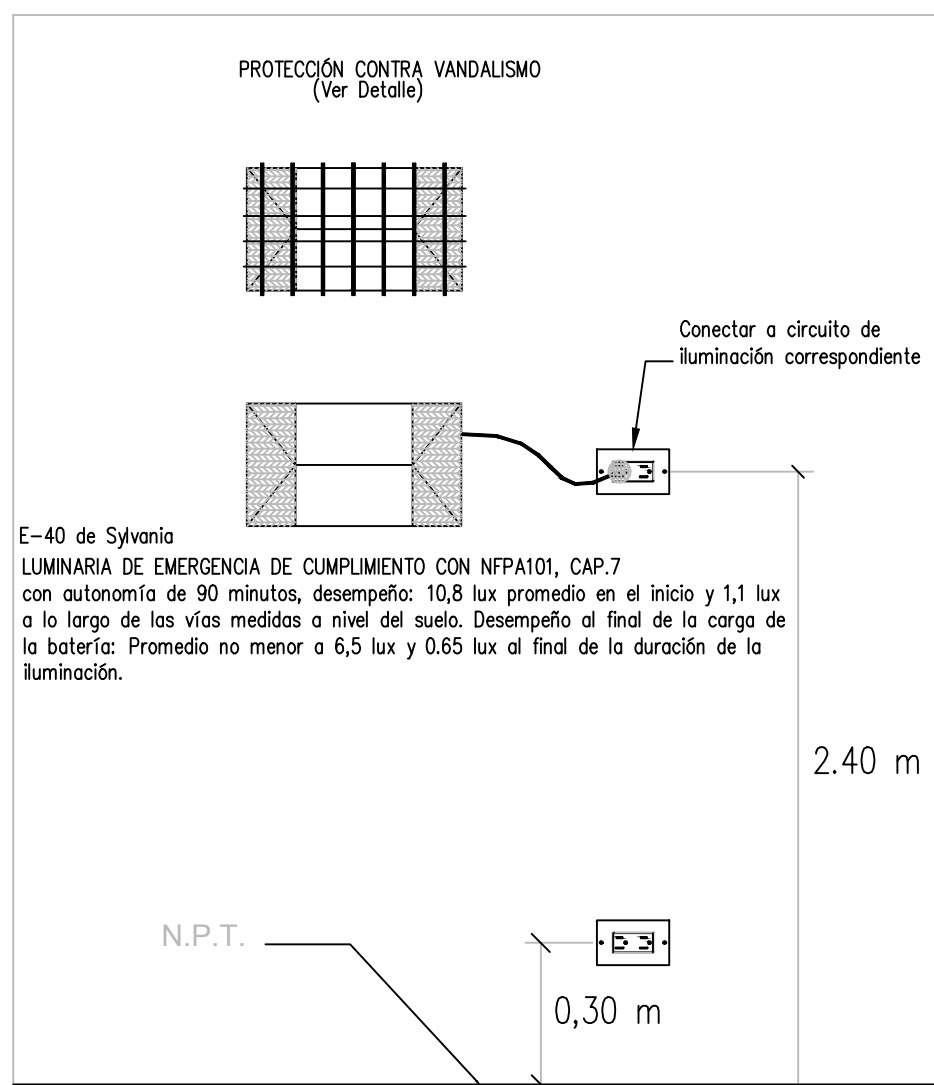 PROTECCIÓN CONTRA VANDALISMO
(Ver Detalle)
Conectar a circuito de
iluminación correspondiente
E-40 de Sylvania
LUMINARIA DE EMERGENCIA DE CUMPLIMIENTO CON NFPA101, CAP.7
con autonomía de 90 minutos, desempeño: 10,8 lux promedio en el inicio y 1,1 lux
a lo largo de las vías medidas a nivel del suelo. Desempeño al final de la carga de
la batería: Promedio no menor a 6,5 lux y 0.65 lux al final de la duración de la
iluminación.
2.40 m
N.P.T.
0,30 m